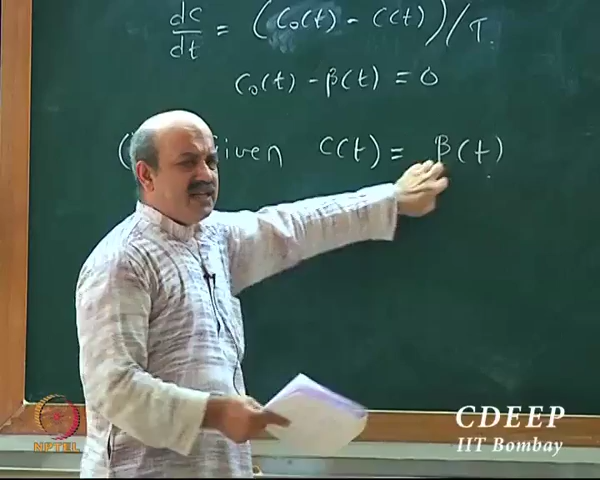 dc/dt = (C₀(t) - C(t))/τ.
C₀(t) - β(t) = 0
Given C(t) = β(t)
CDEEP
IIT Bombay
NPTEL